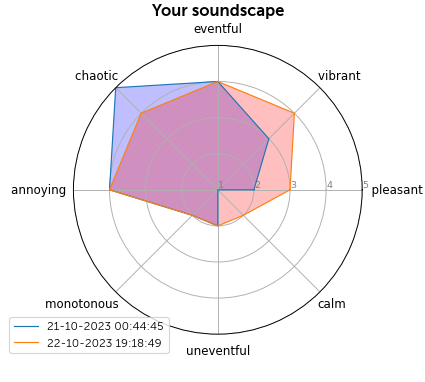 Your soundscape
eventful
chaotic
vibrant
annoying
1 2 3 4 5
pleasant
monotonous
calm
21-10-2023 00:44:45
22-10-2023 19:18:49
uneventful